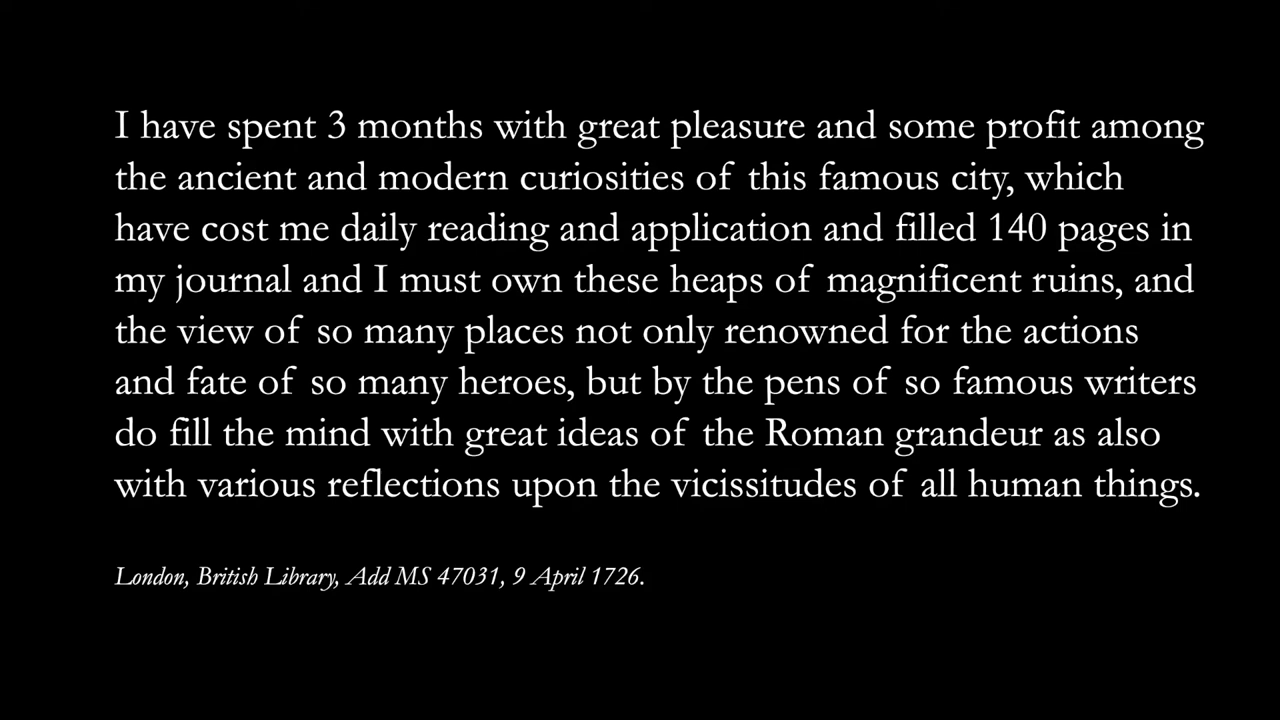 I have spent 3 months with great pleasure and some profit among
the ancient and modern curiosities of this famous city, which
have cost me daily reading and application and filled 140 pages in
my journal and I must own these heaps of magnificent ruins, and
the view of so many places not only renowned for the actions
and fate of so many heroes, but by the pens of so famous writers
do fill the mind with great ideas of the Roman grandeur as also
with various reflections upon the vicissitudes of all human things.
London, British Library, Add MS 47031, 9 April 1726.